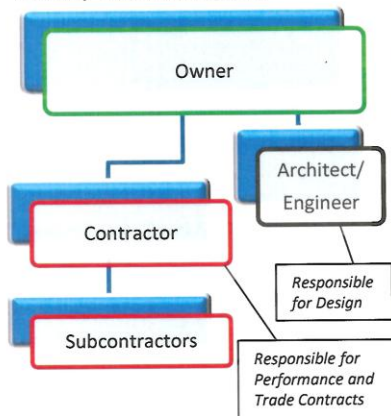 Owner
Architect/
Engineer
Contractor
Responsible
for Design
Subcontractors
Responsible for
Performance and
Trade Contracts